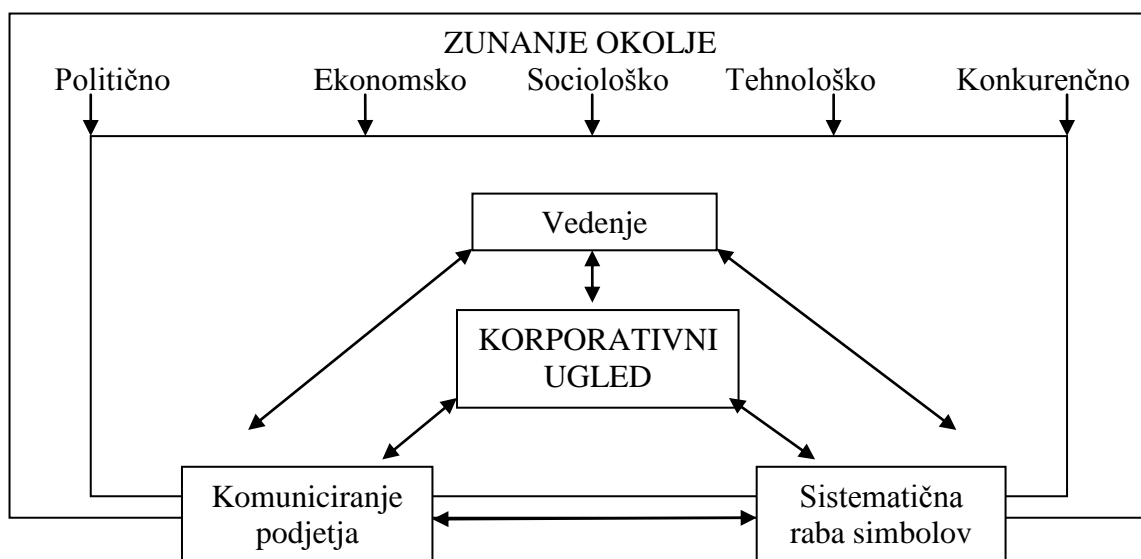 ZUNANJE OKOLJE
Politično Ekonomsko Sociološko Tehnološko Konkurenčno
Vedenje
KORPORATIVNI
UGLED
Komuniciranje
podjetja
Sistematična
raba simbolov